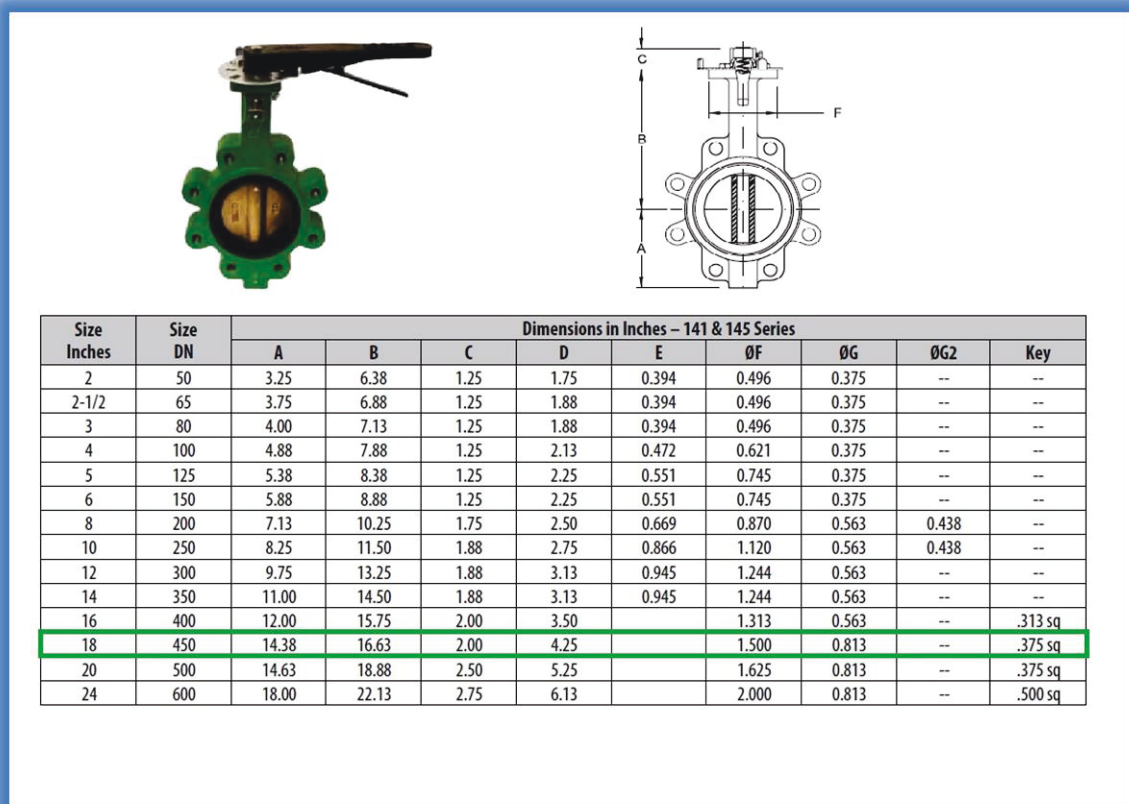 C
F
B
A
Size Inches Size DN Dimensions in Inches – 141 & 145 Series
A B C D E ØF ØG ØG2 Key
2 50 3.25 6.38 1.25 1.75 0.394 0.496 0.375 -- --
2-1/2 65 3.75 6.88 1.25 1.88 0.394 0.496 0.375 -- --
3 80 4.00 7.13 1.25 1.88 0.394 0.496 0.375 -- --
4 100 4.88 7.88 1.25 2.13 0.472 0.621 0.375 -- --
5 125 5.38 8.38 1.25 2.25 0.551 0.745 0.375 -- --
6 150 5.88 8.88 1.25 2.25 0.551 0.745 0.375 -- --
8 200 7.13 10.25 1.75 2.50 0.669 0.870 0.563 0.438 --
10 250 8.25 11.50 1.88 2.75 0.866 1.120 0.563 0.438 --
12 300 9.75 13.25 1.88 3.13 0.945 1.244 0.563 -- --
14 350 11.00 14.50 1.88 3.13 0.945 1.244 0.563 -- --
16 400 12.00 15.75 2.00 3.50 1.313 0.563 -- .313 sq
18 450 14.38 16.63 2.00 4.25 1.500 0.813 -- .375 sq
20 500 14.63 18.88 2.50 5.25 1.625 0.813 -- .375 sq
24 600 18.00 22.13 2.75 6.13 2.000 0.813 -- .500 sq